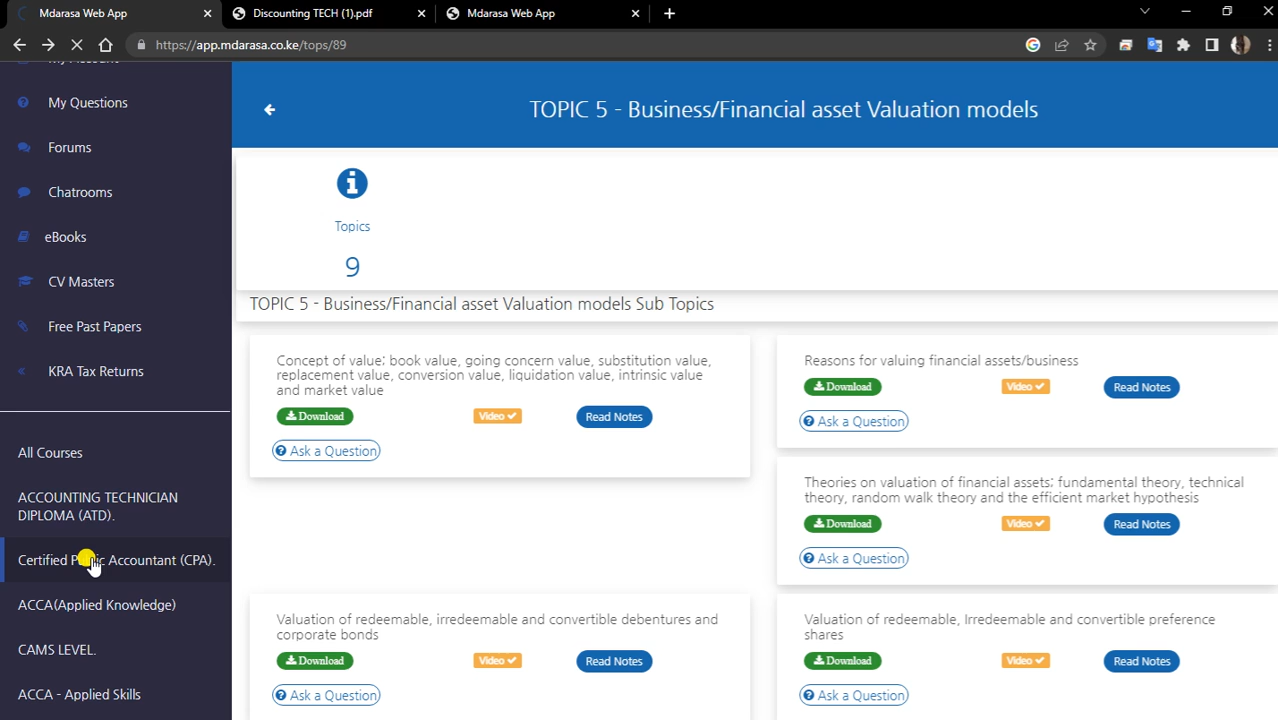 Mdarasa Web App
Discounting TECH (1).pdf
Mdarasa Web App
https://app.mdarasa.co.ke/tops/89
My Account
My Questions
Forums
Chatrooms
eBooks
CV Masters
Free Past Papers
KRA Tax Returns
All Courses
ACCOUNTING TECHNICIAN
DIPLOMA (ATD).
Certified Public Accountant (CPA).
ACCA(Applied Knowledge)
CAMS LEVEL.
ACCA - Applied Skills
TOPIC 5 - Business/Financial asset Valuation models
Topics
9
TOPIC 5 - Business/Financial asset Valuation models Sub Topics
Concept of value; book value, going concern value, substitution value,
replacement value, conversion value, liquidation value, intrinsic value
and market value
Download
Video
Read Notes
Ask a Question
Reasons for valuing financial assets/business
Download
Video
Read Notes
Ask a Question
Theories on valuation of financial assets: fundamental theory, technical
theory, random walk theory and the efficient market hypothesis
Download
Video
Read Notes
Ask a Question
Valuation of redeemable, irredeemable and convertible debentures and
corporate bonds
Download
Video
Read Notes
Ask a Question
Valuation of redeemable, Irredeemable and convertible preference
shares
Download
Video
Read Notes
Ask a Question